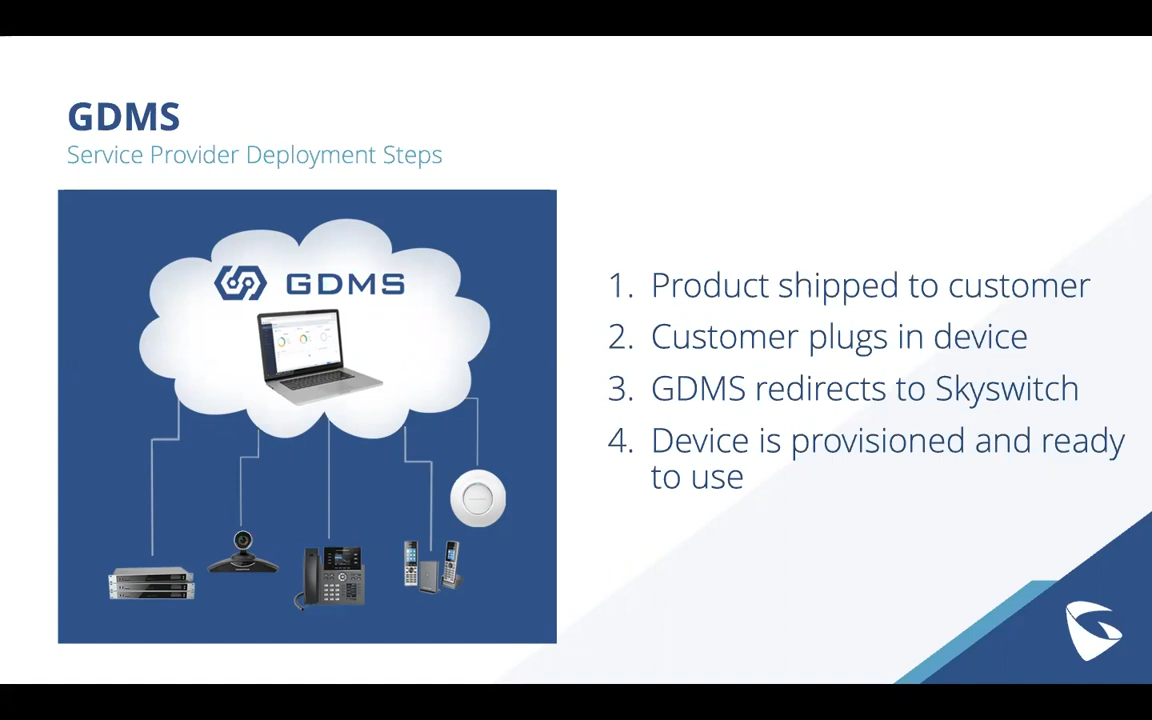 GDMS
Service Provider Deployment Steps
GDMS
1. Product shipped to customer
2. Customer plugs in device
3. GDMS redirects to Skyswitch
4. Device is provisioned and ready
to use